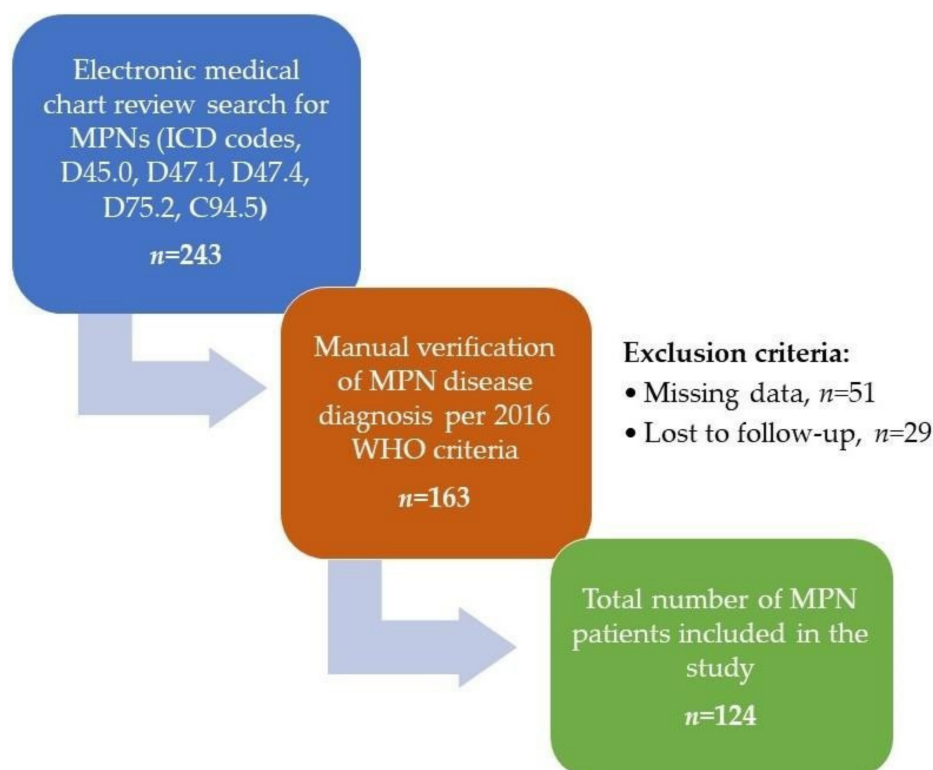 Electronic medical
chart review search for
MPNs (ICD codes,
D45.0, D47.1, D47.4,
D75.2, C94.5)
n=243
Manual verification
of MPN disease
diagnosis per 2016
WHO criteria
n=163
Exclusion criteria:
• Missing data, n=51
• Lost to follow-up, n=29
Total number of MPN
patients included in the
study
n=124